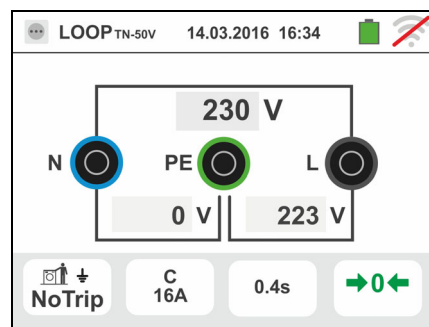 LOOP TN-50V 14.03.2016 16:34
230 V
N PE L
0 V 223 V
NoTrip
C
16A
0.4s
→0←